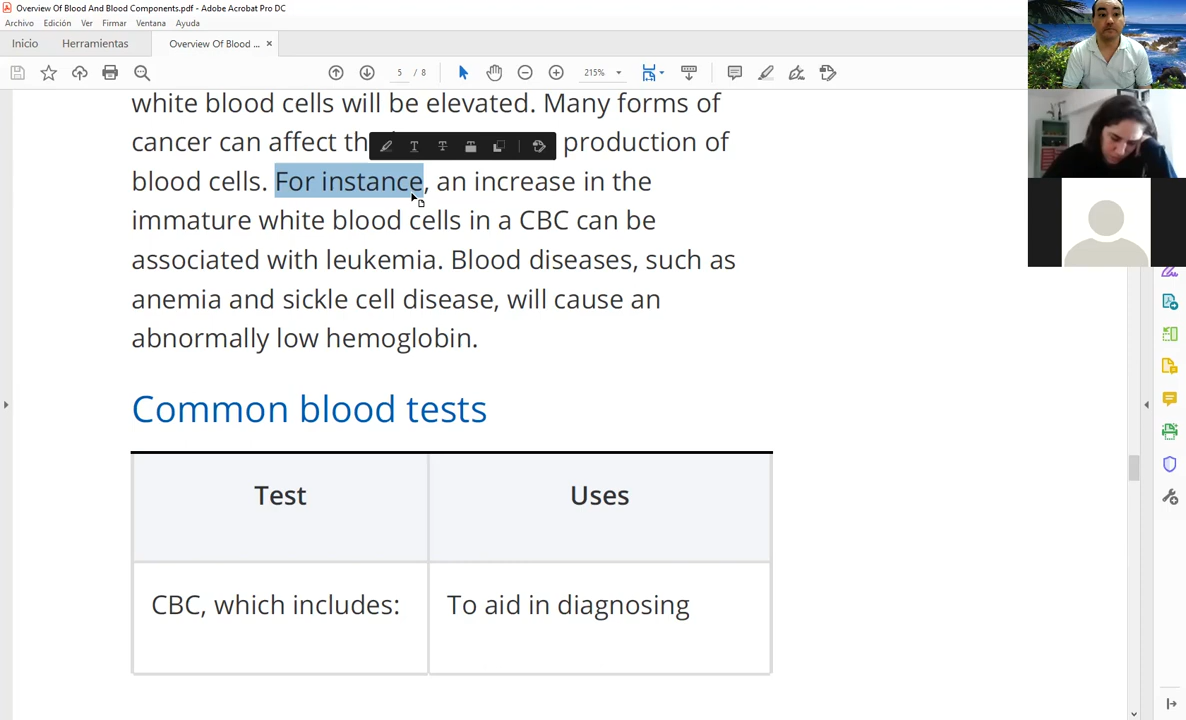 Overview Of Blood And Blood Components.pdf - Adobe Acrobat Pro DC
Archivo Edición Ver Firmar Ventana Ayuda
Inicio Herramientas Overview Of Blood ... ×
5 / 8 215%
white blood cells will be elevated. Many forms of
cancer can affect th production of
blood cells. For instance, an increase in the
immature white blood cells in a CBC can be
associated with leukemia. Blood diseases, such as
anemia and sickle cell disease, will cause an
abnormally low hemoglobin.
Common blood tests
Test Uses
CBC, which includes: To aid in diagnosing